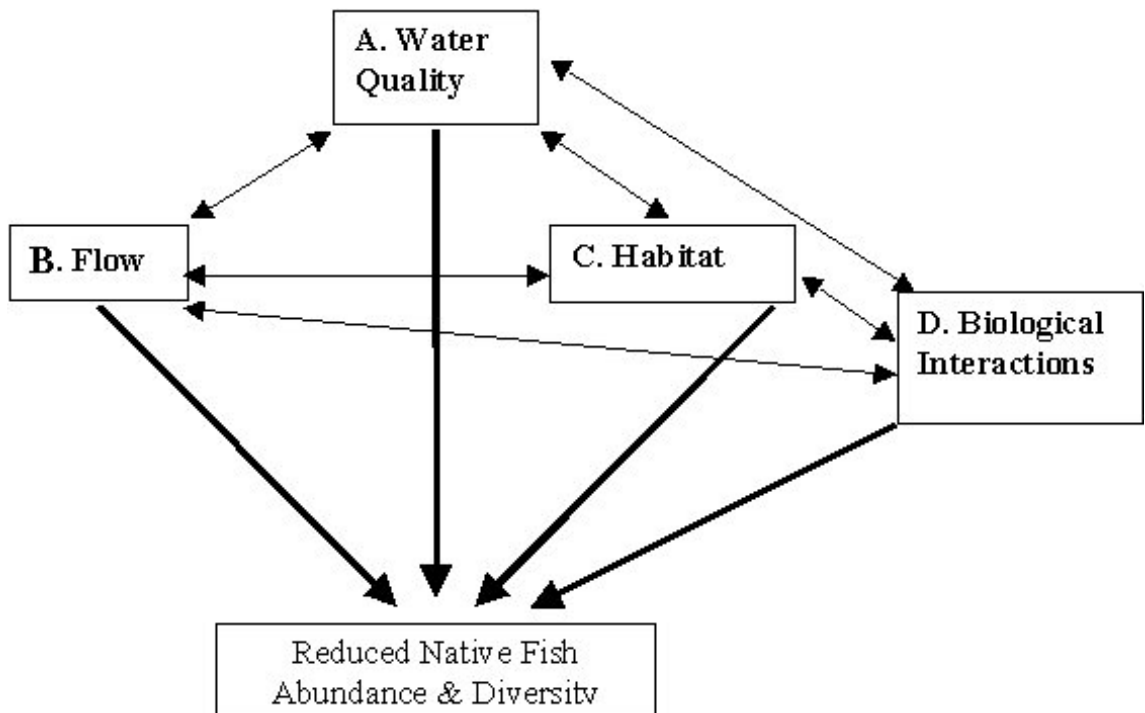 A. Water
Quality
B. Flow
C. Habitat
D. Biological
Interactions
Reduced Native Fish
Abundance & Diversity